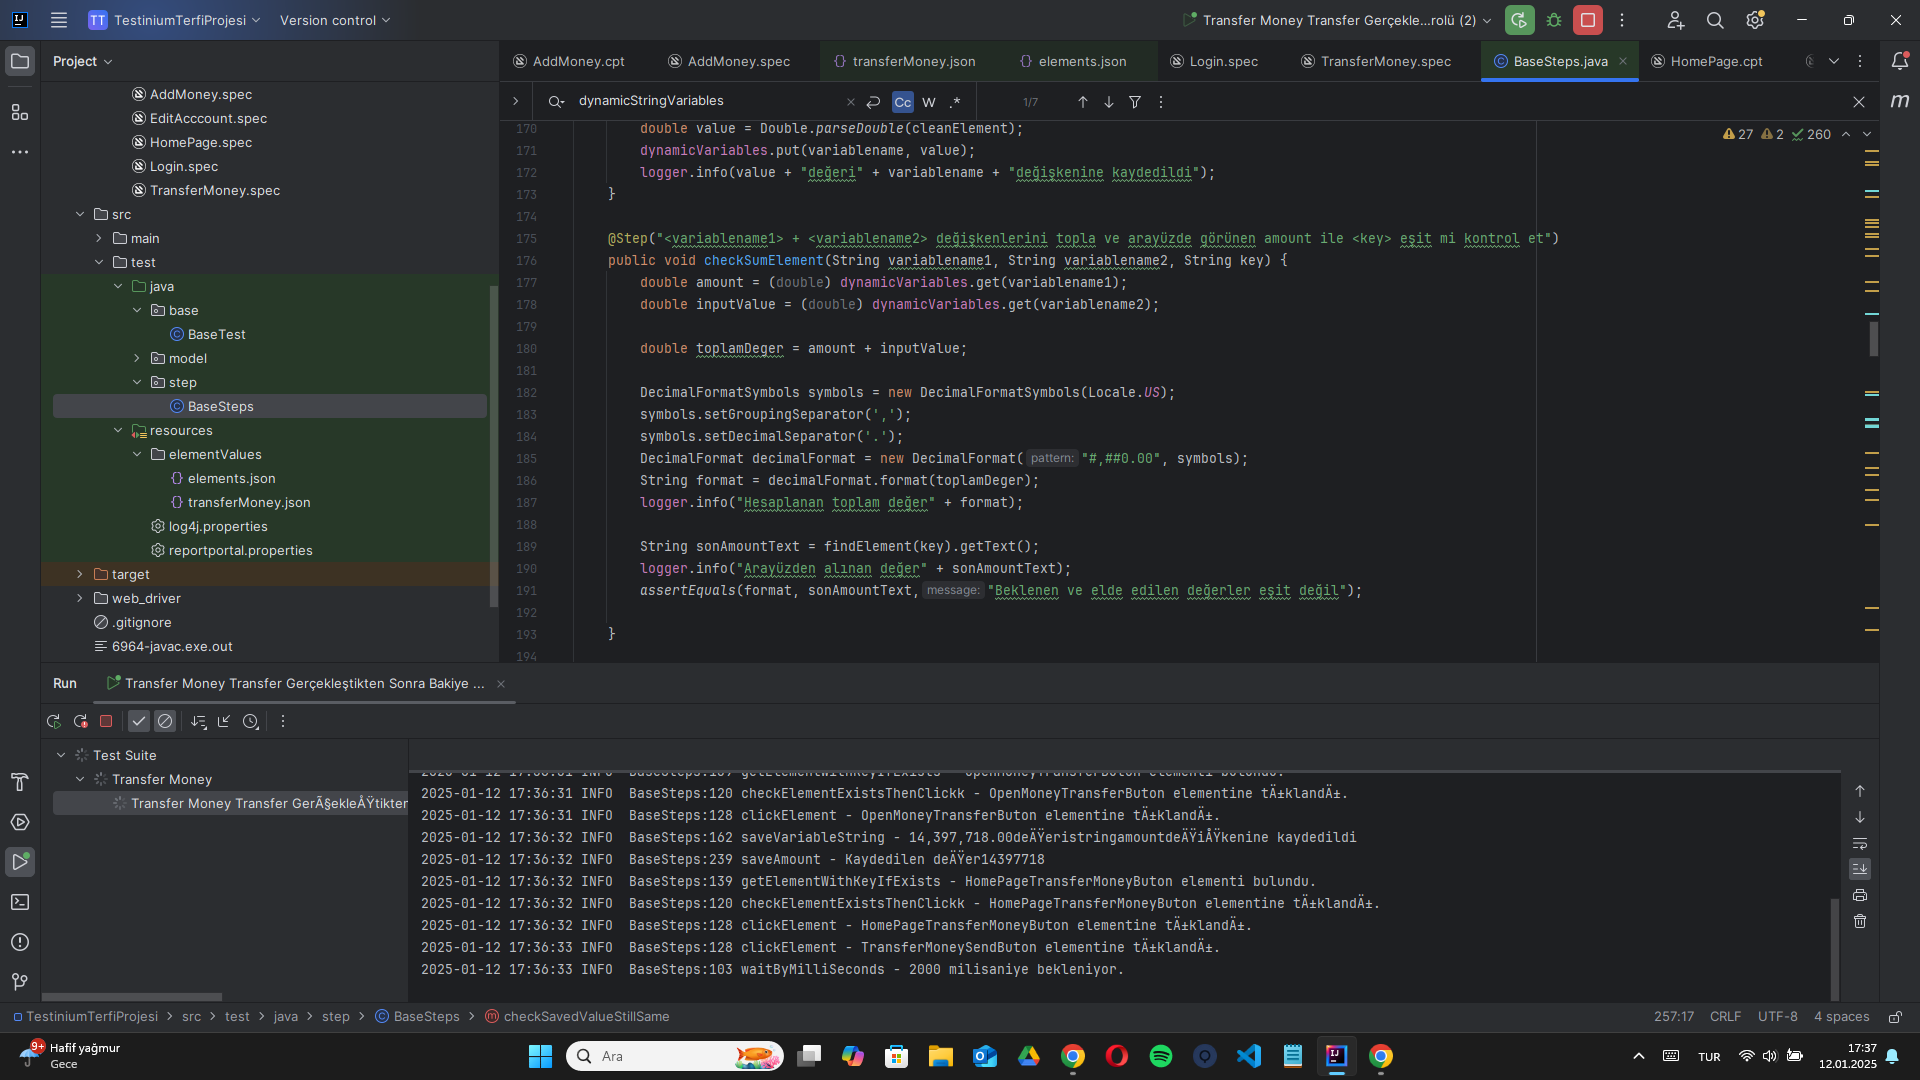 TT TestiniumTerfiProjesi Version control Transfer Money Transfer Gerçekle...rolü (2)
Project
AddMoney.cpt AddMoney.spec transferMoney.json elements.json Login.spec TransferMoney.spec BaseSteps.java HomePage.cpt
dynamicStringVariables Cc W .* 1/7
AddMoney.spec
EditAcccount.spec
HomePage.spec
Login.spec
TransferMoney.spec
src
main
test
java
base
BaseTest
model
step
BaseSteps
resources
elementValues
elements.json
transferMoney.json
log4j.properties
reportportal.properties
target
web_driver
.gitignore
6964-javac.exe.out
27 2 260
170 double value = Double.parseDouble(cleanElement);
171 dynamicVariables.put(variablename, value);
172 logger.info(value + "değeri" + variablename + "değişkenine kaydedildi");
173 }
174
175 @Step("<variablename1> + <variablename2> değişkenlerini topla ve arayüzde görünen amount ile <key> eşit mi kontrol et")
176 public void checkSumElement(String variablename1, String variablename2, String key) {
177 double amount = (double) dynamicVariables.get(variablename1);
178 double inputValue = (double) dynamicVariables.get(variablename2);
179
180 double toplamDeger = amount + inputValue;
181
182 DecimalFormatSymbols symbols = new DecimalFormatSymbols(Locale.US);
183 symbols.setGroupingSeparator(',');
184 symbols.setDecimalSeparator('.');
185 DecimalFormat decimalFormat = new DecimalFormat( pattern: "#,##0.00", symbols);
186 String format = decimalFormat.format(toplamDeger);
187 logger.info("Hesaplanan toplam değer" + format);
188
189 String sonAmountText = findElement(key).getText();
190 logger.info("Arayüzden alınan değer" + sonAmountText);
191 assertEquals(format, sonAmountText, message: "Beklenen ve elde edilen değerler eşit değil");
192
193 }
194
Run Transfer Money Transfer Gerçekleştikten Sonra Bakiye ...
Test Suite
Transfer Money
Transfer Money Transfer GerÃ§ekleÅŸtikter
2025-01-12 17:36:31 INFO BaseSteps:139 getElementWithKeyIfExists - OpenMoneyTransferButon elementi bulundu.
2025-01-12 17:36:31 INFO BaseSteps:120 checkElementExistsThenClickk - OpenMoneyTransferButon elementine tÄ±klandÄ±.
2025-01-12 17:36:31 INFO BaseSteps:128 clickElement - OpenMoneyTransferButon elementine tÄ±klandÄ±.
2025-01-12 17:36:32 INFO BaseSteps:162 saveVariableString - 14,397,718.00deÄŸeristringamountdeÄŸiÅŸkenine kaydedildi
2025-01-12 17:36:32 INFO BaseSteps:239 saveAmount - Kaydedilen deÄŸer14397718
2025-01-12 17:36:32 INFO BaseSteps:139 getElementWithKeyIfExists - HomePageTransferMoneyButon elementi bulundu.
2025-01-12 17:36:32 INFO BaseSteps:120 checkElementExistsThenClickk - HomePageTransferMoneyButon elementine tÄ±klandÄ±.
2025-01-12 17:36:32 INFO BaseSteps:128 clickElement - HomePageTransferMoneyButon elementine tÄ±klandÄ±.
2025-01-12 17:36:33 INFO BaseSteps:128 clickElement - TransferMoneySendButon elementine tÄ±klandÄ±.
2025-01-12 17:36:33 INFO BaseSteps:103 waitByMilliSeconds - 2000 milisaniye bekleniyor.
TestiniumTerfiProjesi > src > test > java > step > BaseSteps > checkSavedValueStillSame 257:17 CRLF UTF-8 4 spaces
9+ Hafif yağmur
Gece
Ara
TUR
17:37
12.01.2025